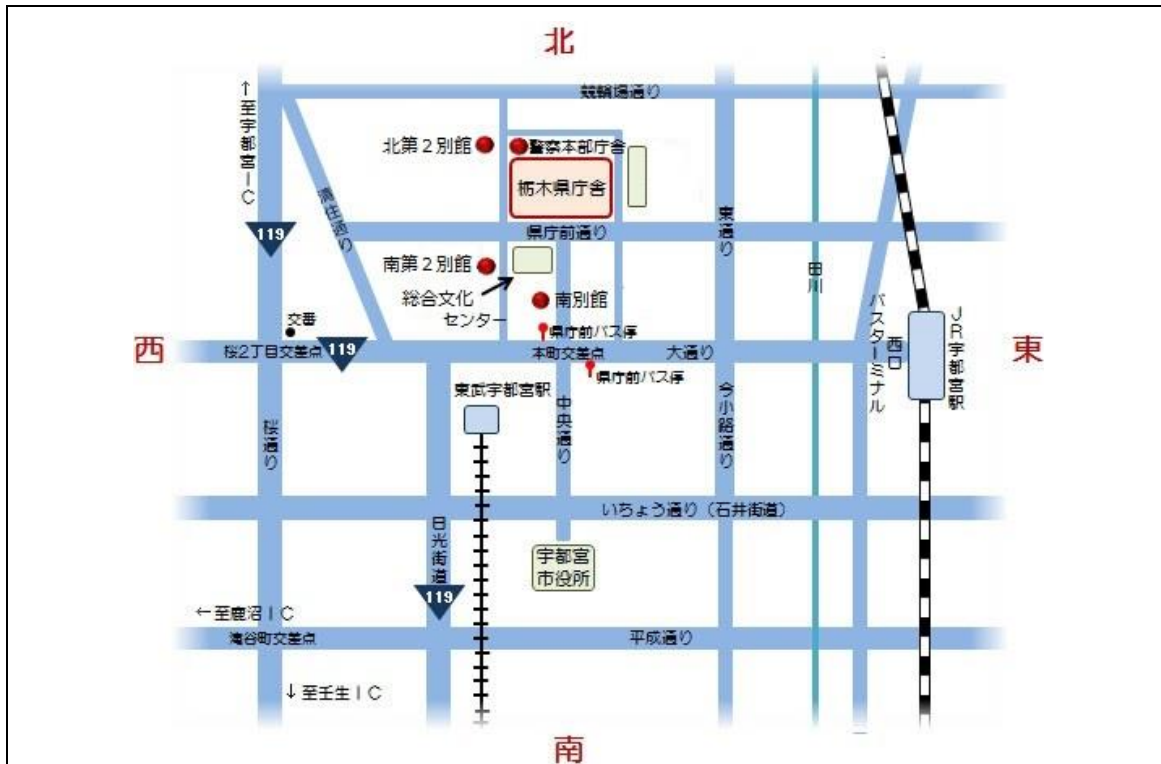 北
競輪場通り
↑至宇都宮IC
北第2別館
警察本部庁舎
栃木県庁舎
清住通り
東通り
119
県庁前通り
田川
南第2別館
総合文化
センター
南別館
交番
県庁前バス停
西
桜2丁目交差点
119
本町交差点
大通り
県庁前バス停
バスターミナル
西口
JR宇都宮駅
東
東武宇都宮駅
中央通り
今小路通り
桜通り
いちょう通り(石井街道)
日光街道
宇都宮
市役所
119
←至鹿沼IC
滝谷町交差点
平成通り
↓至壬生IC
南